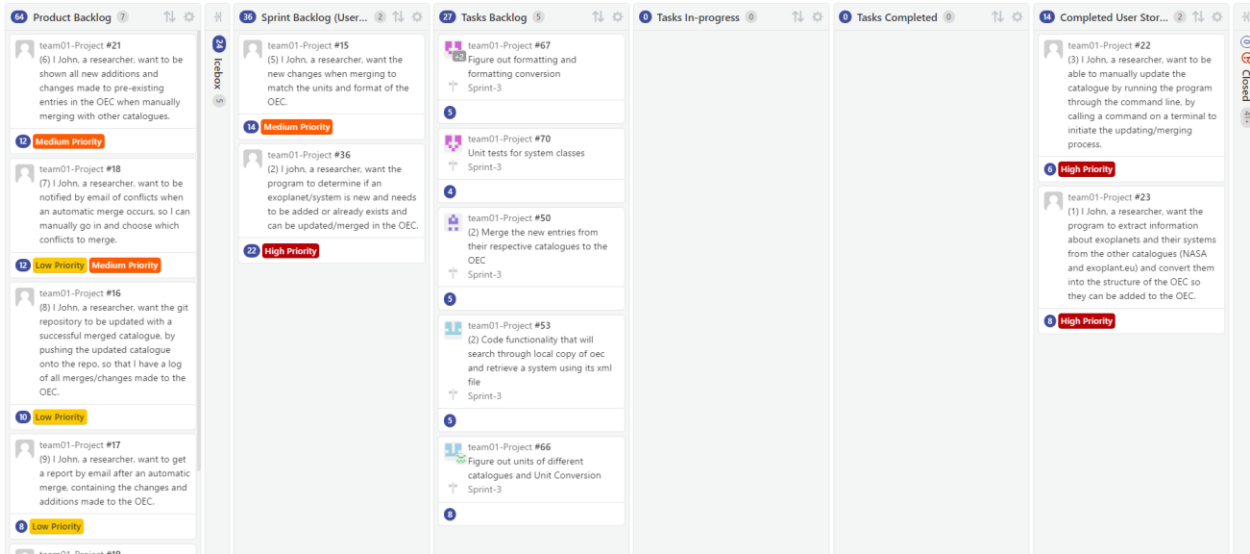 64 Product Backlog 7
team01-Project #21
(6) I John, a researcher, want to be
shown all new additions and
changes made to pre-existing
entries in the OEC when manually
merging with other catalogues.
12 Medium Priority
team01-Project #18
(7) I John, a researcher, want to be
notified by email of conflicts when
an automatic merge occurs, so I can
manually go in and choose which
conflicts to merge.
12 Low Priority Medium Priority
team01-Project #16
(8) I John, a researcher, want the git
repository to be updated with a
successful merged catalogue, by
pushing the updated catalogue
onto the repo, so that I have a log
of all merges/changes made to the
OEC.
10 Low Priority
team01-Project #17
(9) I John, a researcher, want to get
a report by email after an automatic
merge, containing the changes and
additions made to the OEC.
8 Low Priority
24 Icebox 5
36 Sprint Backlog (User... 2
team01-Project #15
(5) I John, a researcher, want the
new changes when merging to
match the units and format of the
OEC.
14 Medium Priority
team01-Project #36
(2) I john, a researcher, want the
program to determine if an
exoplanet/system is new and needs
to be added or already exists and
can be updated/merged in the OEC.
22 High Priority
27 Tasks Backlog 5
team01-Project #67
+2
Figure out formatting and
formatting conversion
Sprint-3
5
team01-Project #70
Unit tests for system classes
Sprint-3
4
team01-Project #50
(2) Merge the new entries from
their respective catalogues to the
OEC
Sprint-3
5
team01-Project #53
(2) Code functionality that will
search through local copy of oec
and retrieve a system using its xml
file
Sprint-3
5
team01-Project #66
Figure out units of different
catalogues and Unit Conversion
Sprint-3
8
0 Tasks In-progress 0
0 Tasks Completed 0
14 Completed User Stor... 2
team01-Project #22
(3) I John, a researcher, want to be
able to manually update the
catalogue by running the program
through the command line, by
calling a command on a terminal to
initiate the updating/merging
process.
6 High Priority
team01-Project #23
(1) I John, a researcher, want the
program to extract information
about exoplanets and their systems
from the other catalogues (NASA
and exoplant.eu) and convert them
into the structure of the OEC so
they can be added to the OEC.
8 High Priority
Closed